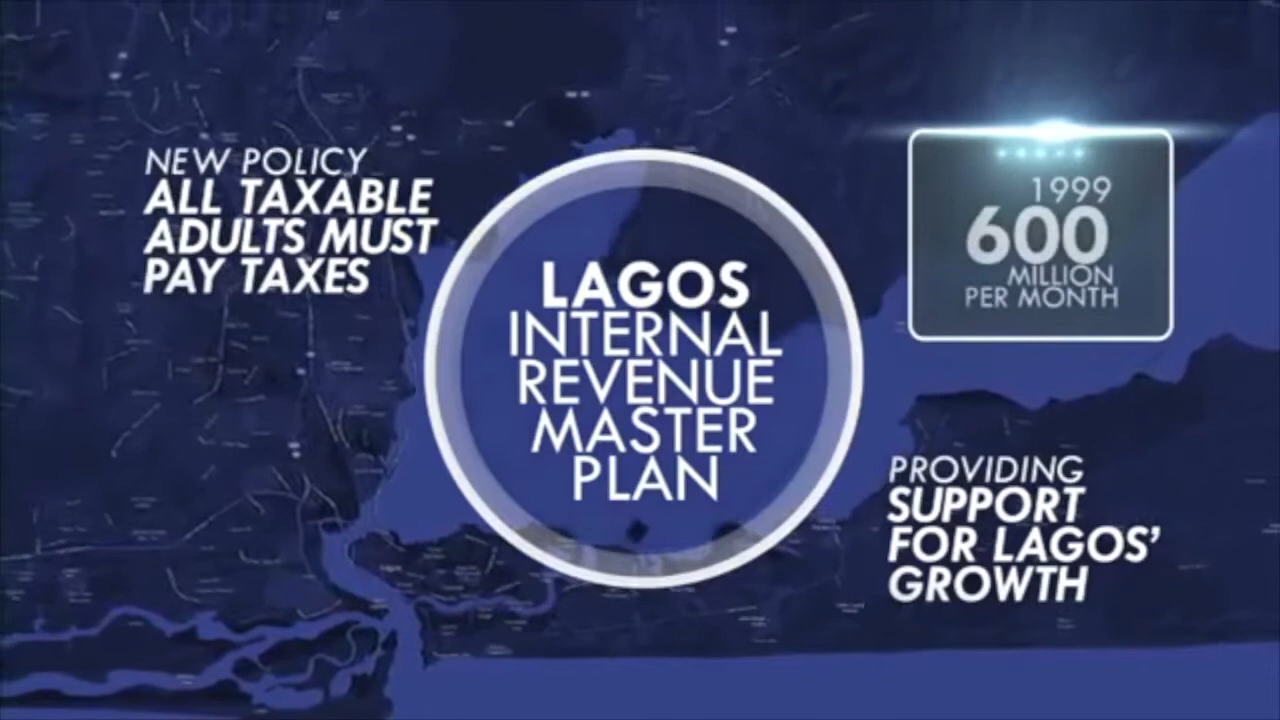 NEW POLICY
ALL TAXABLE
ADULTS MUST
PAY TAXES
LAGOS
INTERNAL
REVENUE
MASTER
PLAN
1999
600
MILLION
PER MONTH
PROVIDING
SUPPORT
FOR LAGOS’
GROWTH